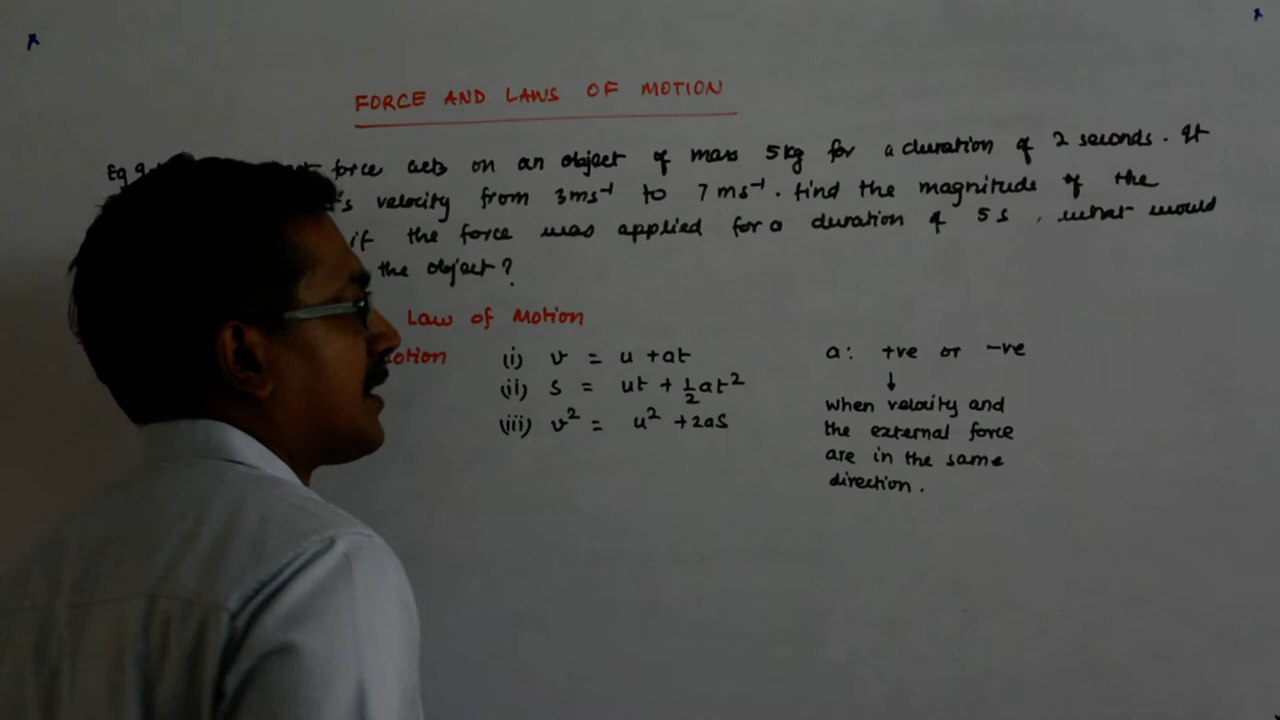 FORCE AND LAWS OF MOTION
Eg force acts on an object of mass 5kg for a duration of 2 seconds. It
's velocity from 3ms⁻¹ to 7ms⁻¹. find the magnitude of the
if the force was applied for a duration of 5s, what would
the object?
Law of Motion
otion (i) v = u + at
(ii) s = ut + ½at²
(iii) v² = u² + 2as
a: +ve or -ve
↓
when velocity and
the external force
are in the same
direction.